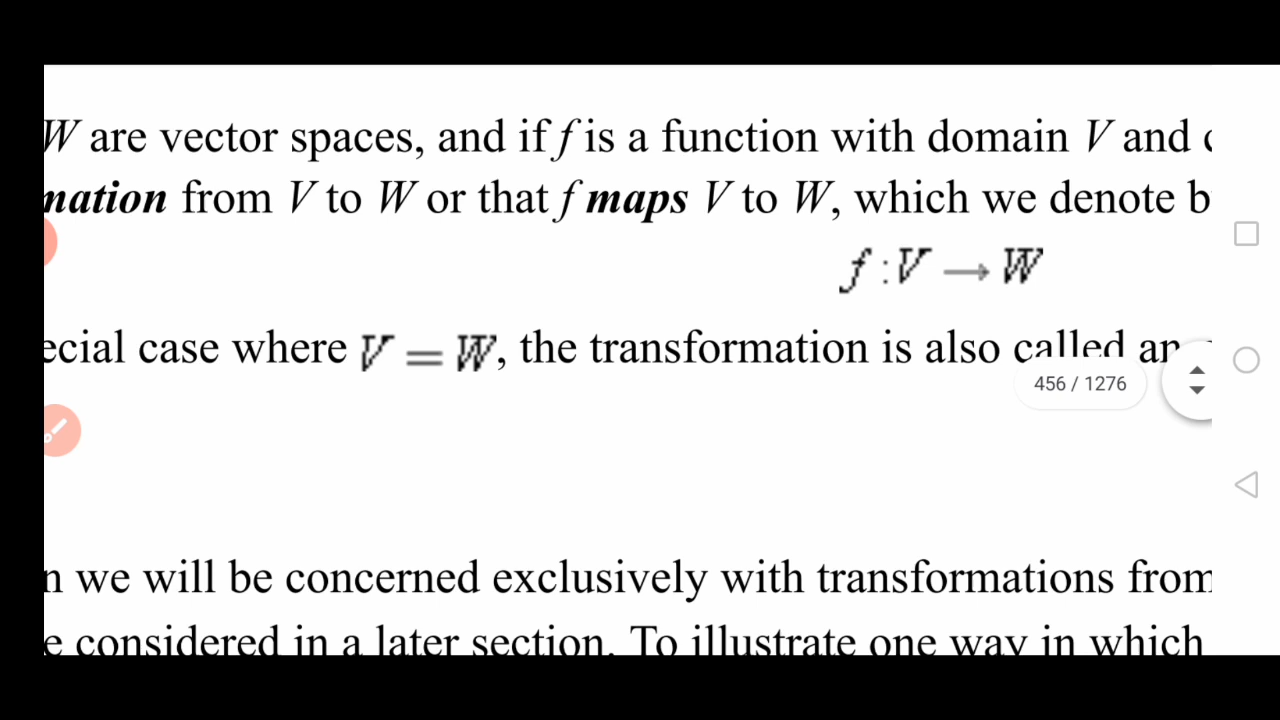 W are vector spaces, and if f is a function with domain V and
mation from V to W or that f maps V to W, which we denote b
f : V → W
ecial case where V = W, the transformation is also called an
456 / 1276
n we will be concerned exclusively with transformations from
e considered in a later section. To illustrate one way in which